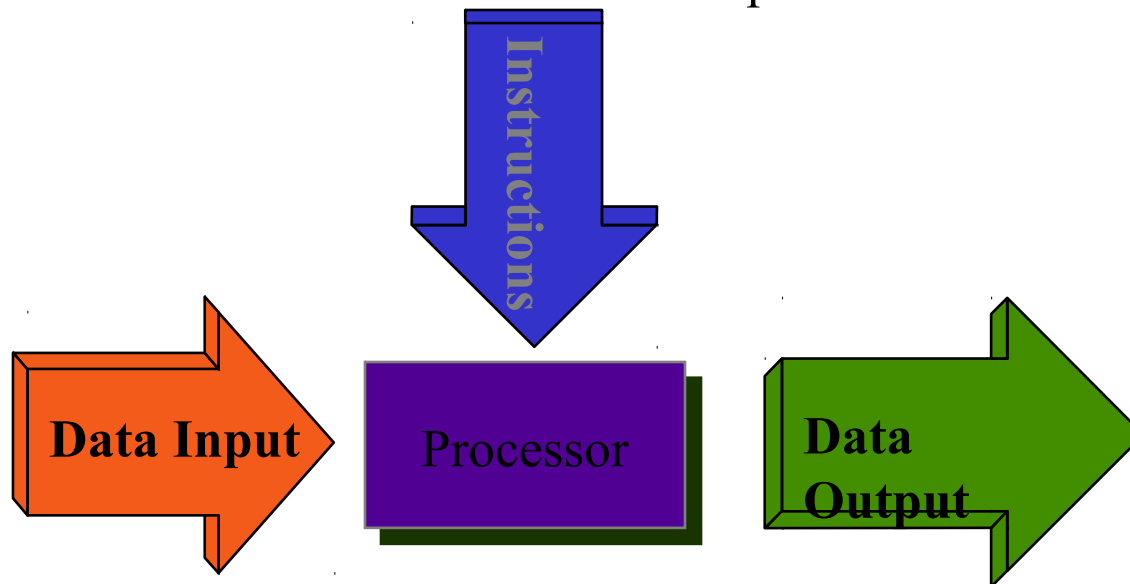 Instructions
Data Input
Processor
Data
Output